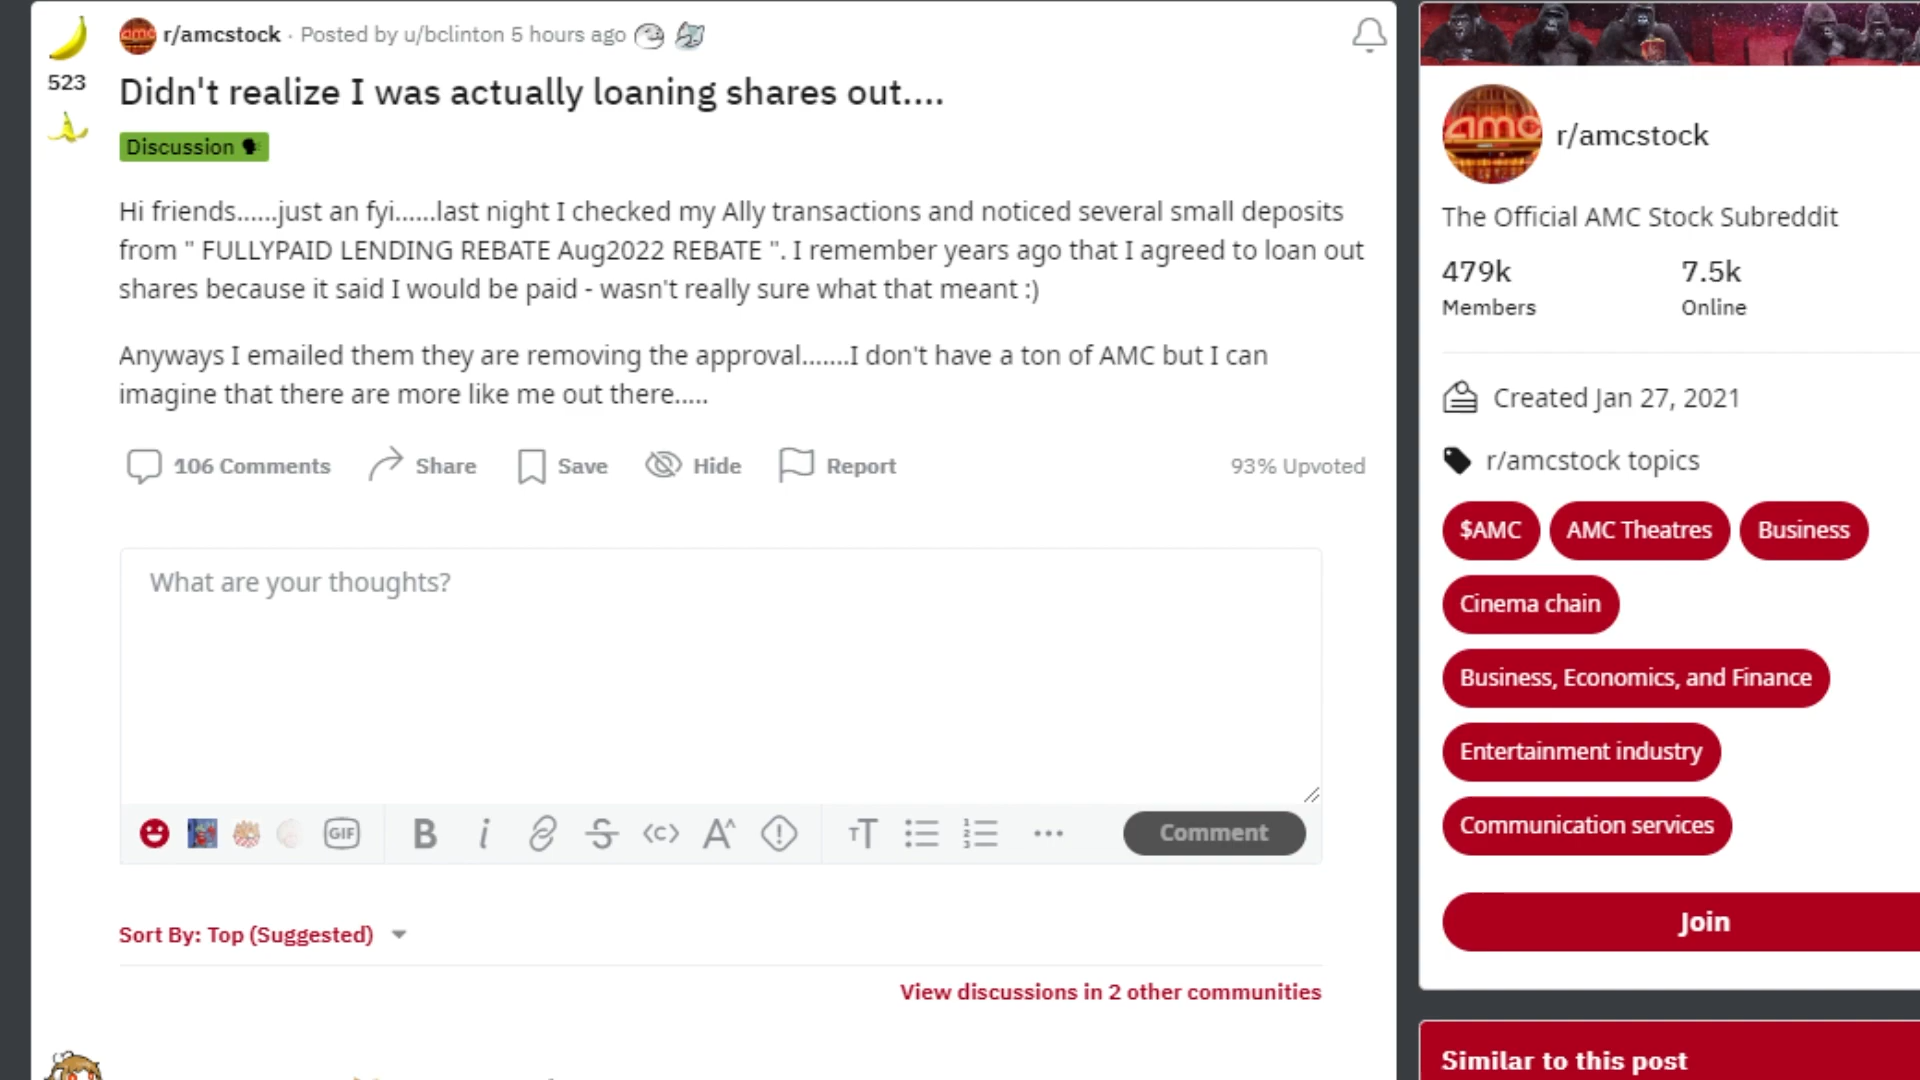 r/amcstock · Posted by u/bclinton 5 hours ago
523
Didn't realize I was actually loaning shares out....
Discussion
Hi friends......just an fyi......last night I checked my Ally transactions and noticed several small deposits
from " FULLYPAID LENDING REBATE Aug2022 REBATE ". I remember years ago that I agreed to loan out
shares because it said I would be paid - wasn't really sure what that meant :)
Anyways I emailed them they are removing the approval.......I don't have a ton of AMC but I can
imagine that there are more like me out there.....
106 Comments Share Save Hide Report 93% Upvoted
What are your thoughts?
GIF B i <c> A^ TT ... Comment
Sort By: Top (Suggested)
View discussions in 2 other communities
amc
r/amcstock
The Official AMC Stock Subreddit
479k 7.5k
Members Online
Created Jan 27, 2021
r/amcstock topics
$AMC AMC Theatres Business
Cinema chain
Business, Economics, and Finance
Entertainment industry
Communication services
Join
Similar to this post